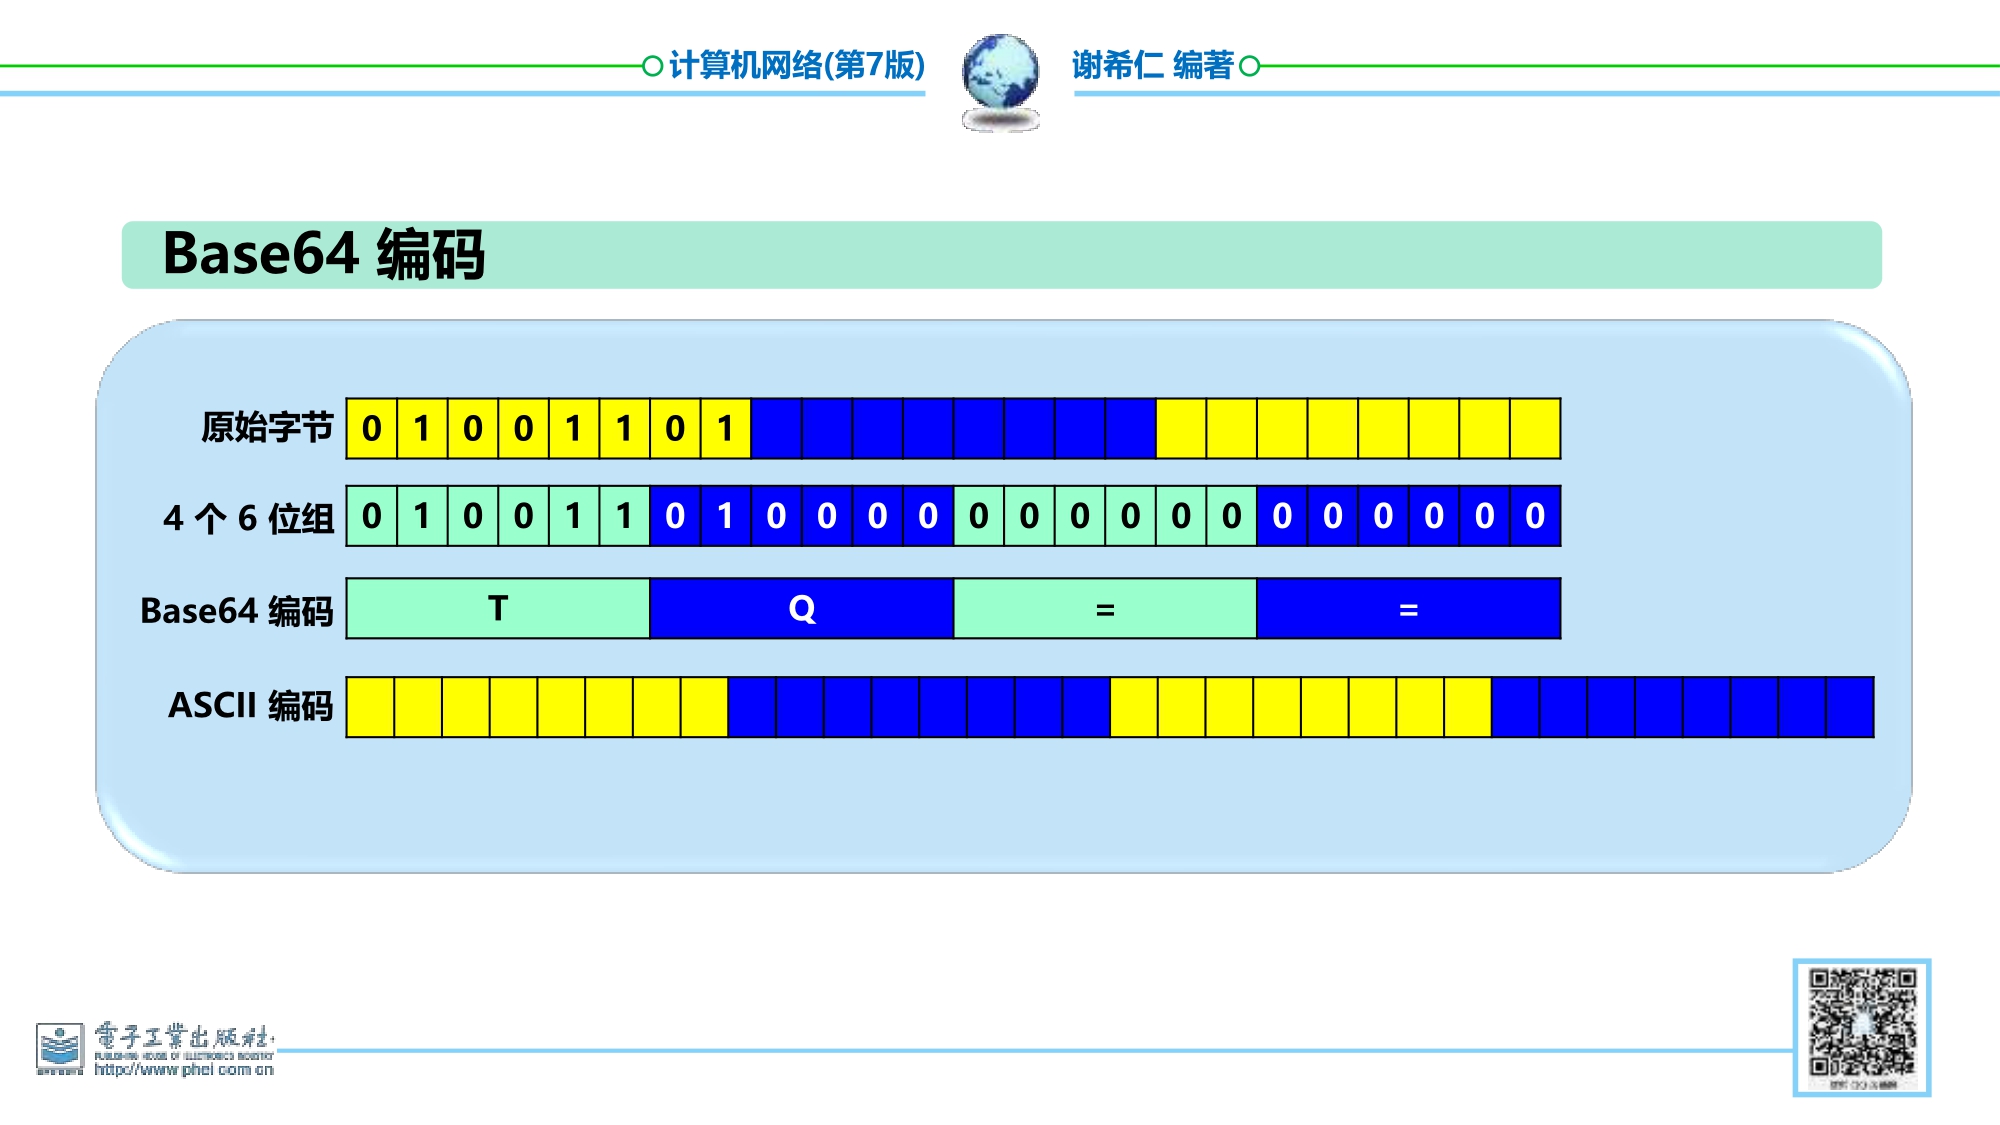 计算机网络(第7版) 谢希仁 编著
Base64 编码
原始字节 0 1 0 0 1 1 0 1
4 个 6 位组 0 1 0 0 1 1 0 1 0 0 0 0 0 0 0 0 0 0 0 0 0 0 0 0
Base64 编码 T Q = =
ASCII 编码
電子工業出版社
PUBLISHING HOUSE OF ELECTRONICS INDUSTRY
http://www.phei.com.cn